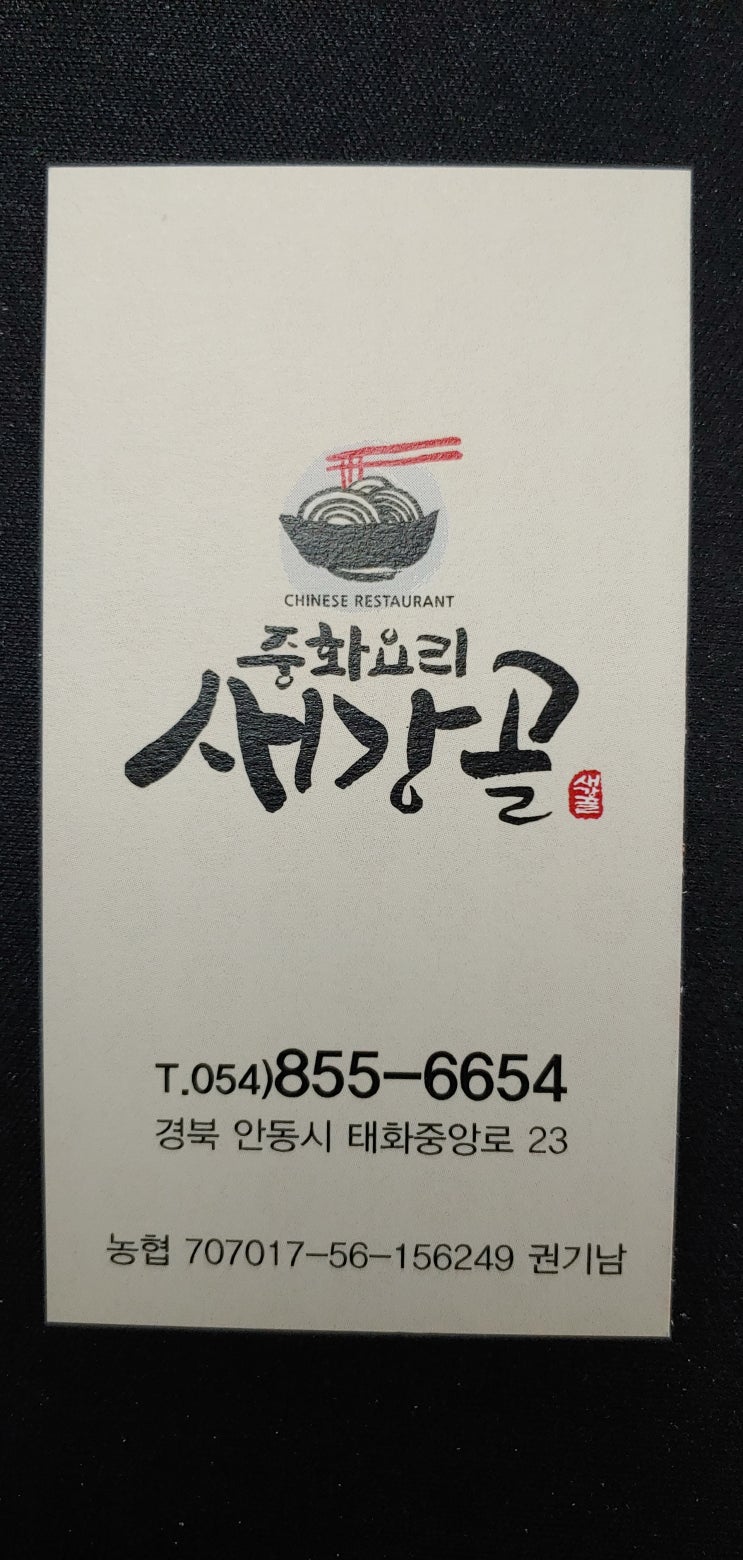 CHINESE RESTAURANT
중화요리
새강골
T.054)855-6654
경북 안동시 태화중앙로 23
농협 707017-56-156249 권기남